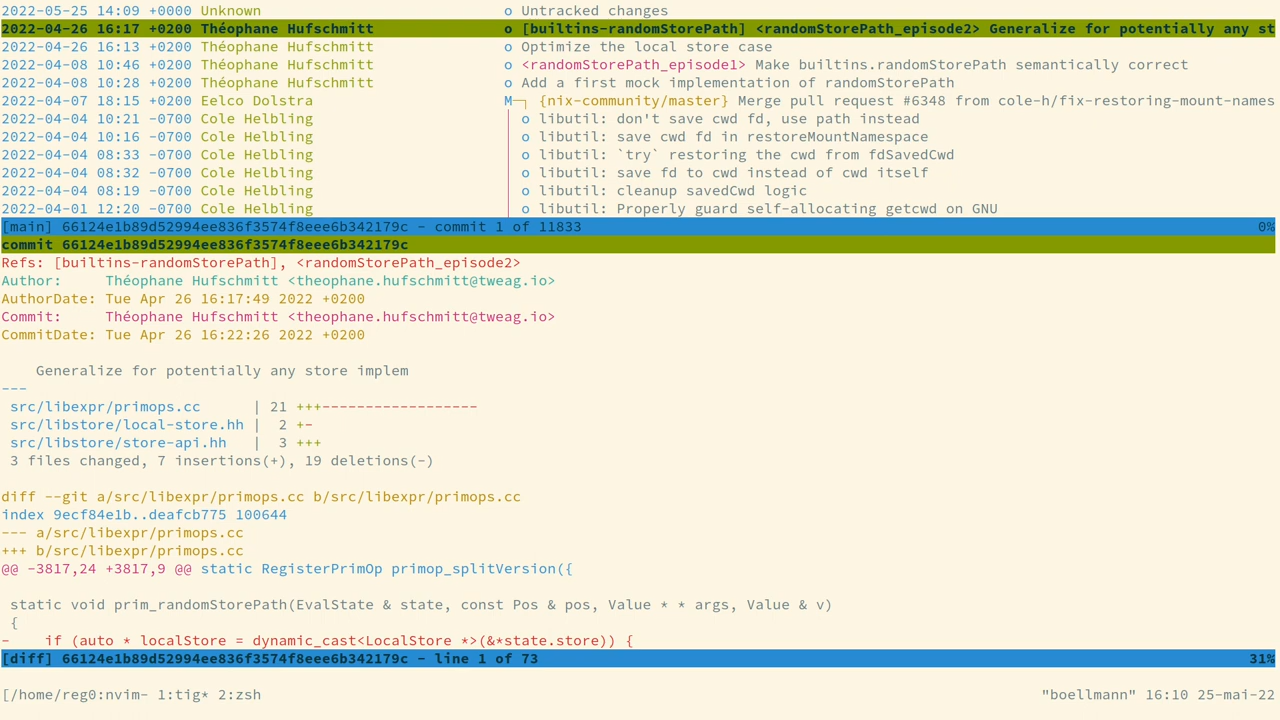 2022-05-25 14:09 +0000 Unknown o Untracked changes
2022-04-26 16:17 +0200 Théophane Hufschmitt o [builtins-randomStorePath] <randomStorePath_episode2> Generalize for potentially any st
2022-04-26 16:13 +0200 Théophane Hufschmitt o Optimize the local store case
2022-04-08 10:46 +0200 Théophane Hufschmitt o <randomStorePath_episode1> Make builtins.randomStorePath semantically correct
2022-04-08 10:28 +0200 Théophane Hufschmitt o Add a first mock implementation of randomStorePath
2022-04-07 18:15 +0200 Eelco Dolstra M─┐ {nix-community/master} Merge pull request #6348 from cole-h/fix-restoring-mount-names
2022-04-04 10:21 -0700 Cole Helbling │ o libutil: don't save cwd fd, use path instead
2022-04-04 10:16 -0700 Cole Helbling │ o libutil: save cwd fd in restoreMountNamespace
2022-04-04 08:33 -0700 Cole Helbling │ o libutil: `try` restoring the cwd from fdSavedCwd
2022-04-04 08:32 -0700 Cole Helbling │ o libutil: save fd to cwd instead of cwd itself
2022-04-04 08:19 -0700 Cole Helbling │ o libutil: cleanup savedCwd logic
2022-04-01 12:20 -0700 Cole Helbling │ o libutil: Properly guard self-allocating getcwd on GNU
[main] 66124e1b89d52994ee836f3574f8eee6b342179c - commit 1 of 11833 0%
commit 66124e1b89d52994ee836f3574f8eee6b342179c
Refs: [builtins-randomStorePath], <randomStorePath_episode2>
Author:     Théophane Hufschmitt <theophane.hufschmitt@tweag.io>
AuthorDate: Tue Apr 26 16:17:49 2022 +0200
Commit:     Théophane Hufschmitt <theophane.hufschmitt@tweag.io>
CommitDate: Tue Apr 26 16:22:26 2022 +0200
    Generalize for potentially any store implem
---
 src/libexpr/primops.cc      | 21 +++------------------
 src/libstore/local-store.hh |  2 +-
 src/libstore/store-api.hh   |  3 +++
 3 files changed, 7 insertions(+), 19 deletions(-)
diff --git a/src/libexpr/primops.cc b/src/libexpr/primops.cc
index 9ecf84e1b..deafcb775 100644
--- a/src/libexpr/primops.cc
+++ b/src/libexpr/primops.cc
@@ -3817,24 +3817,9 @@ static RegisterPrimOp primop_splitVersion({
 static void prim_randomStorePath(EvalState & state, const Pos & pos, Value * * args, Value & v)
 {
-    if (auto * localStore = dynamic_cast<LocalStore *>(&*state.store)) {
[diff] 66124e1b89d52994ee836f3574f8eee6b342179c - line 1 of 73 31%
[/home/reg0:nvim- 1:tig* 2:zsh "boellmann" 16:10 25-mai-22